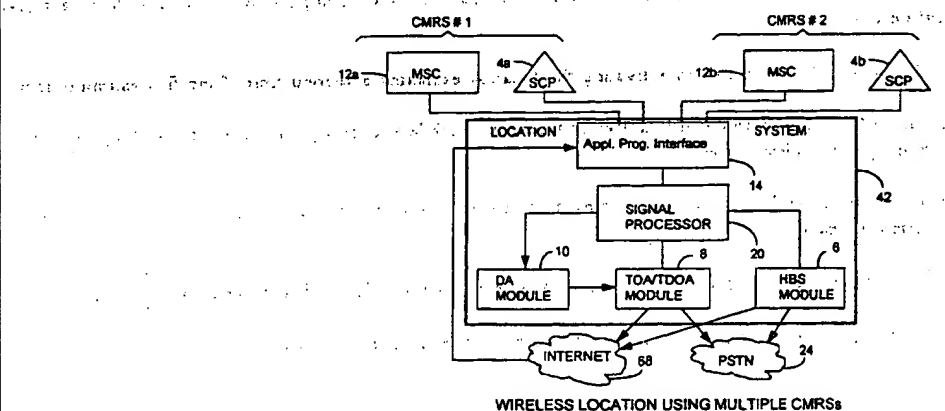 CMRS # 1
CMRS # 2
12a
MSC
4a
SCP
12b
MSC
4b
SCP
LOCATION
SYSTEM
Appl. Prog. Interface
14
42
SIGNAL
PROCESSOR
20
10
8
6
DA
MODULE
TOA/TDOA
MODULE
HBS
MODULE
INTERNET
68
PSTN
24
WIRELESS LOCATION USING MULTIPLE CMRSs